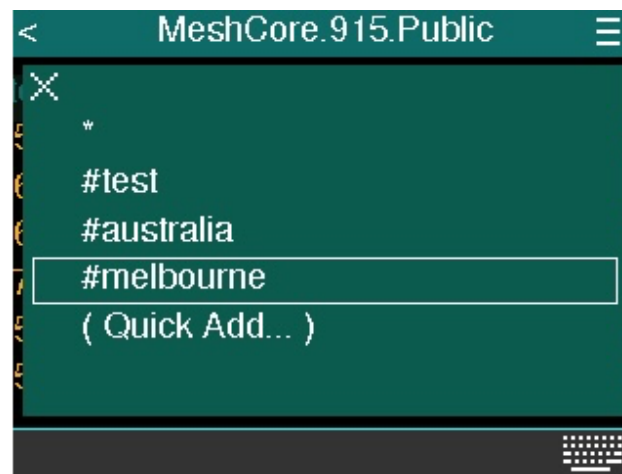 < MeshCore.915.Public
*
#test
#australia
#melbourne
( Quick Add... )